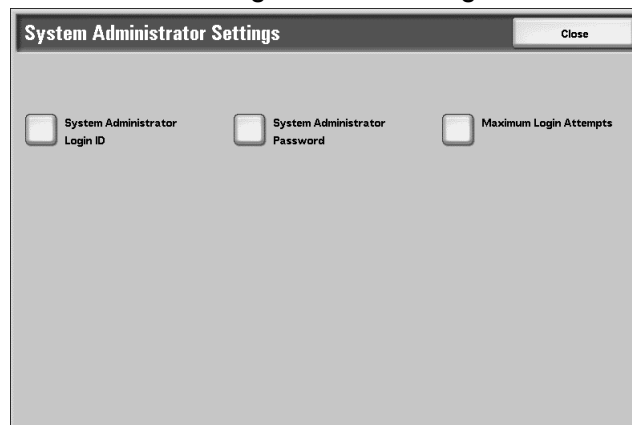 System Administrator Settings
Close
System Administrator
Login ID
System Administrator
Password
Maximum Login Attempts